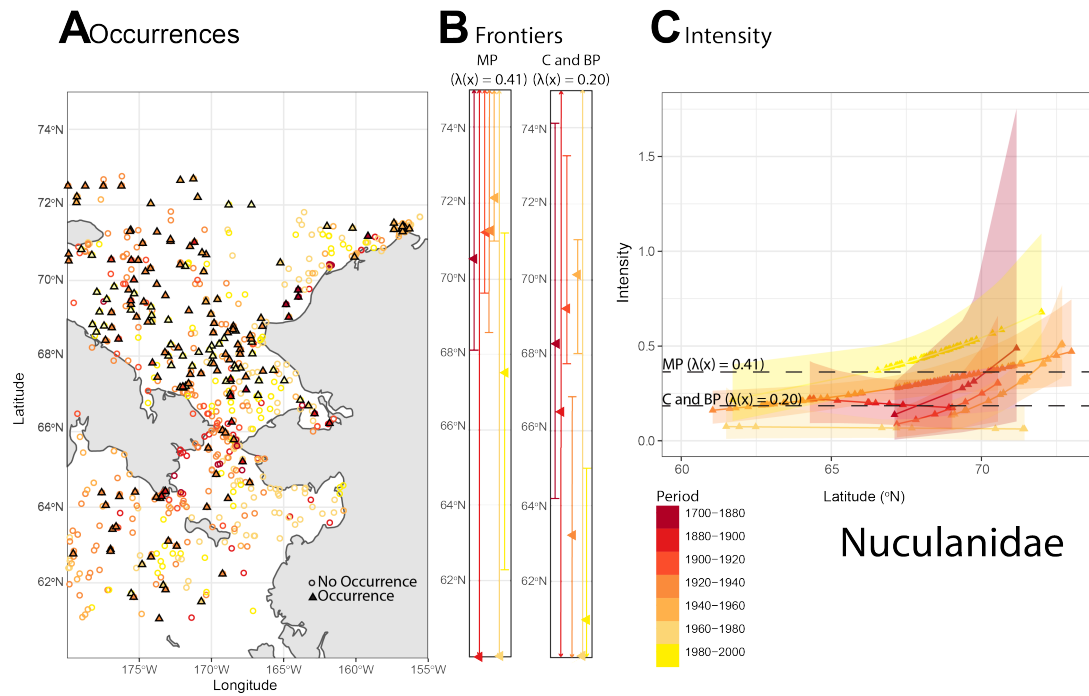 A Occurrences
B Frontiers
C Intensity
MP
(λ(x) = 0.41)
C and BP
(λ(x) = 0.20)
74°N
72°N
70°N
68°N
66°N
64°N
62°N
Latitude
175°W
170°W
165°W
160°W
155°W
Longitude
No Occurrence
Occurrence
74°N
72°N
70°N
68°N
66°N
64°N
62°N
74°N
72°N
70°N
68°N
66°N
64°N
62°N
Intensity
1.5
1.0
0.5
0.0
MP (λ(x) = 0.41)
C and BP (λ(x) = 0.20)
60
65
70
Latitude (°N)
Period
1700−1880
1880−1900
1900−1920
1920−1940
1940−1960
1960−1980
1980−2000
Nuculanidae